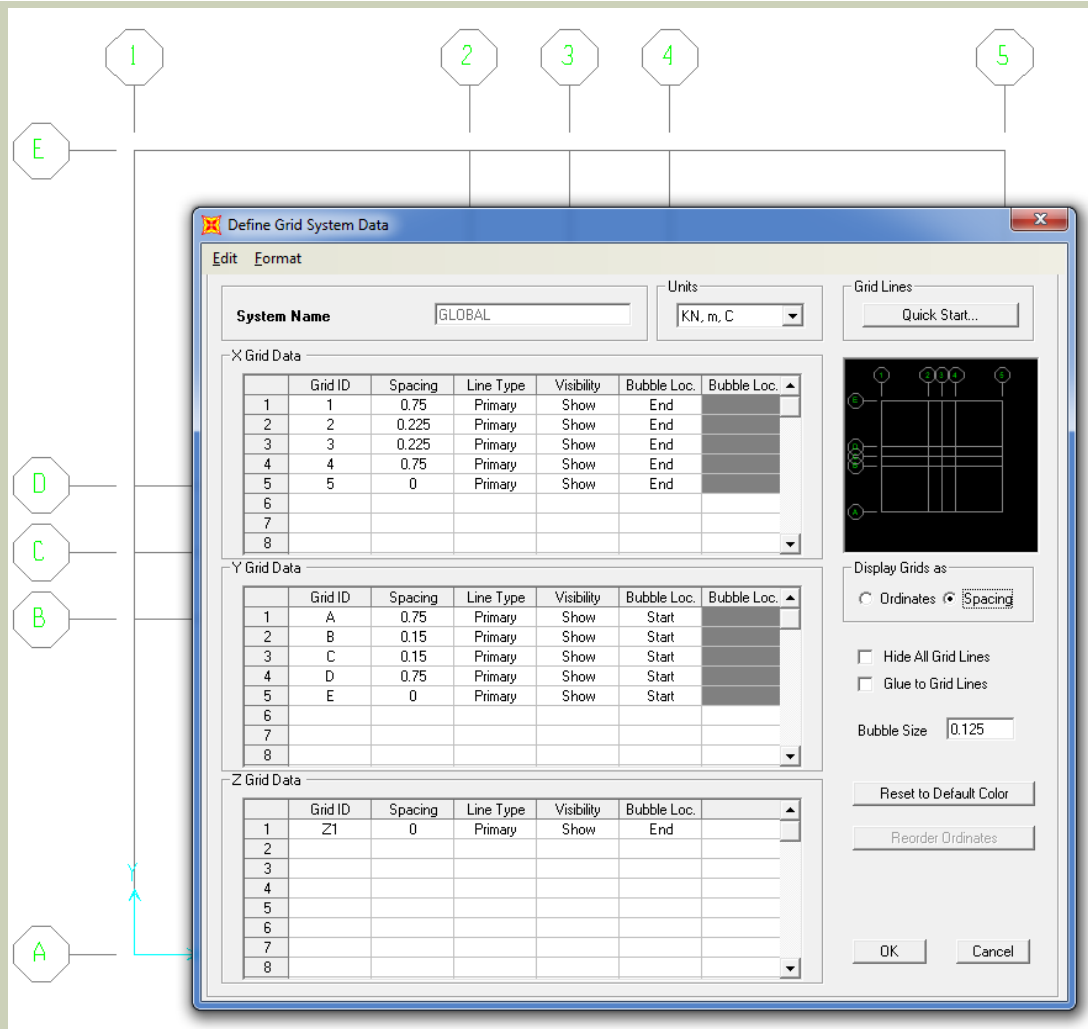 1 2 3 4 5
E
Define Grid System Data
Edit Format
System Name GLOBAL
Units
KN, m, C
Grid Lines
Quick Start...
X Grid Data
Grid ID Spacing Line Type Visibility Bubble Loc. Bubble Loc.
1 1 0.75 Primary Show End
2 2 0.225 Primary Show End
3 3 0.225 Primary Show End
4 4 0.75 Primary Show End
5 5 0 Primary Show End
6
7
8
1 2 3 4 5
E
D
C
B
A
D
C
B
Y Grid Data
Grid ID Spacing Line Type Visibility Bubble Loc. Bubble Loc.
1 A 0.75 Primary Show Start
2 B 0.15 Primary Show Start
3 C 0.15 Primary Show Start
4 D 0.75 Primary Show Start
5 E 0 Primary Show Start
6
7
8
Display Grids as
Ordinates Spacing
Hide All Grid Lines
Glue to Grid Lines
Bubble Size 0.125
Z Grid Data
Grid ID Spacing Line Type Visibility Bubble Loc.
1 Z1 0 Primary Show End
2
3
4
5
6
7
8
Reset to Default Color
Reorder Ordinates
OK Cancel
Y
A